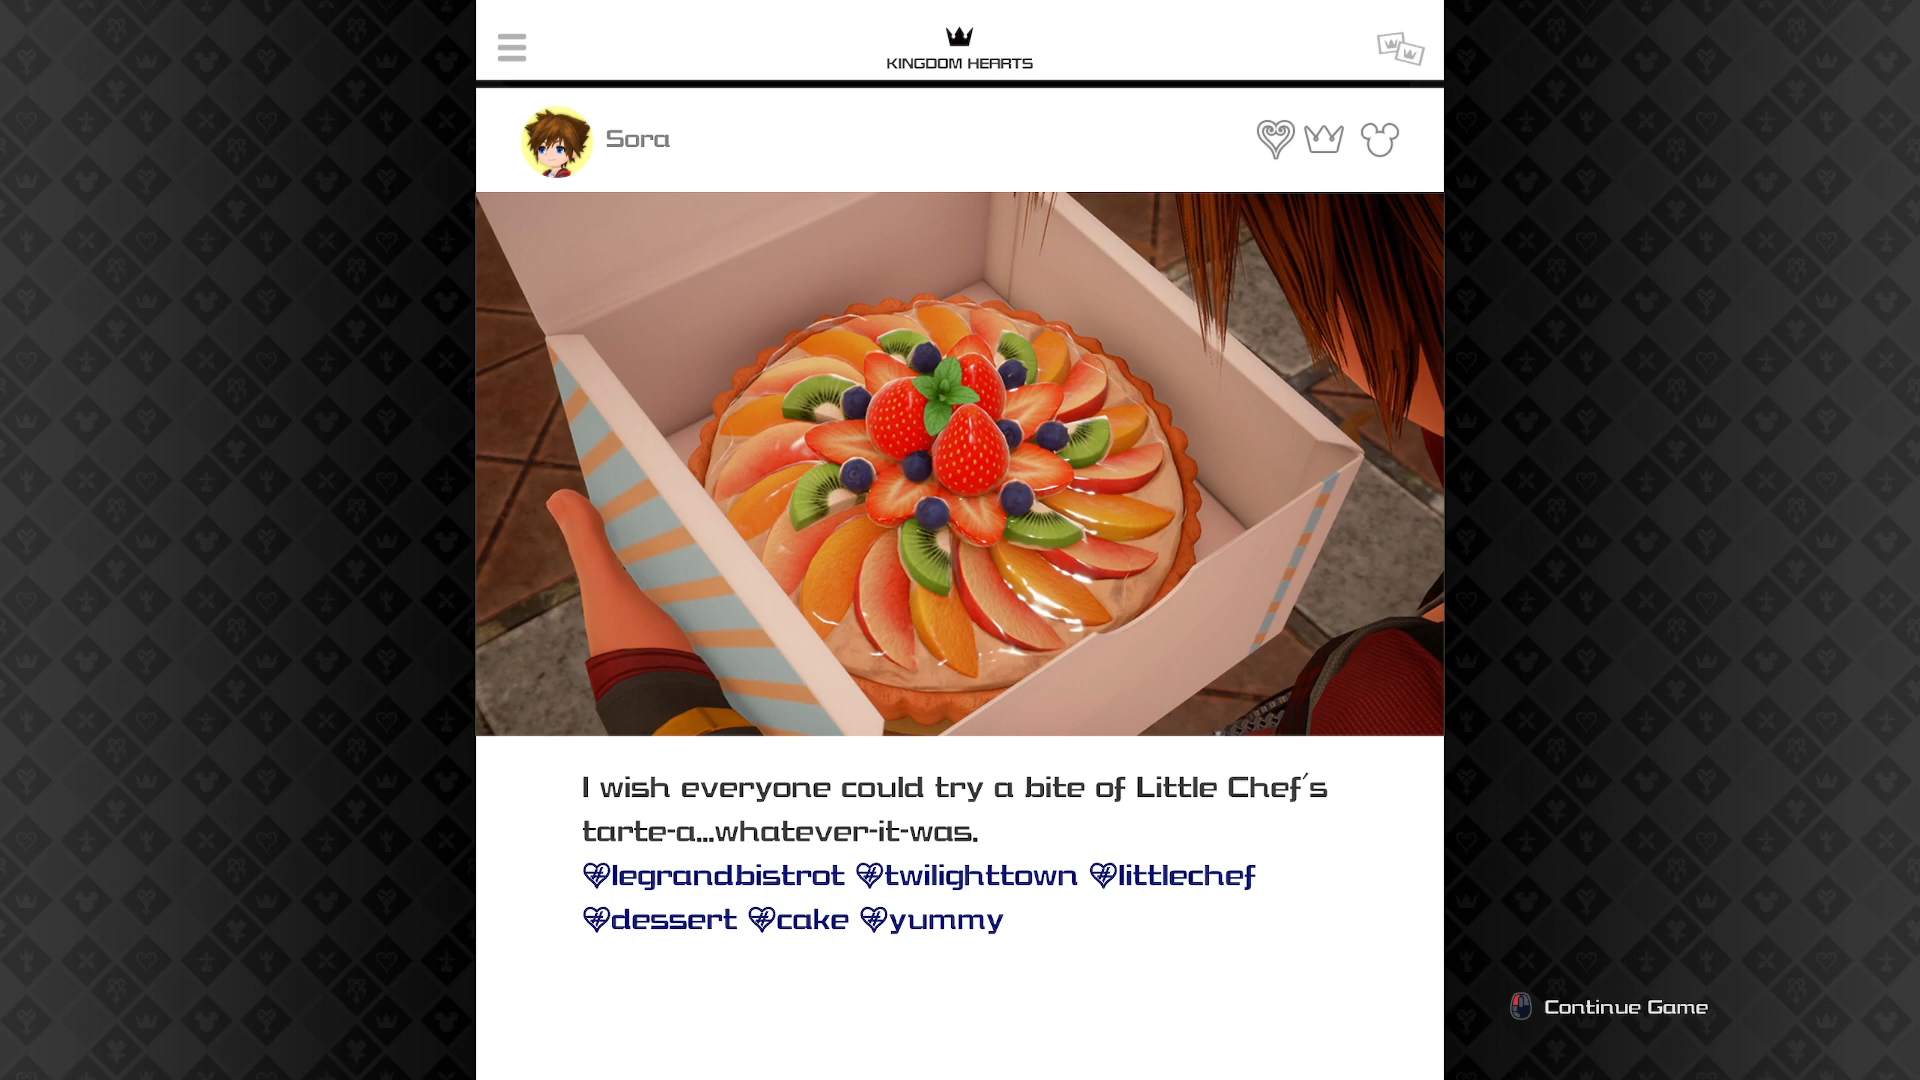 KINGDOM HEARTS
Sora
I wish everyone could try a bite of Little Chef's
tarte-a...whatever-it-was.
#legrandbistrot #twilighttown #littlechef
#dessert #cake #yummy
Continue Game